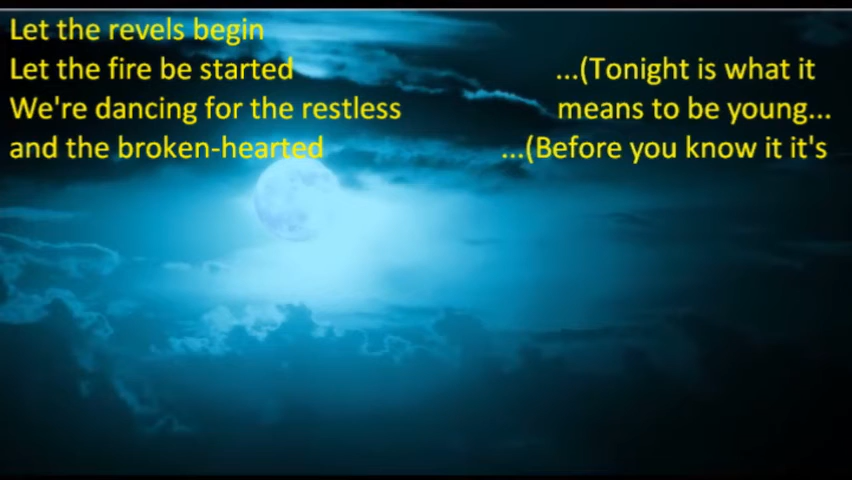 Let the revels begin
Let the fire be started
...(Tonight is what it
We're dancing for the restless
means to be young...
and the broken-hearted
...(Before you know it it's